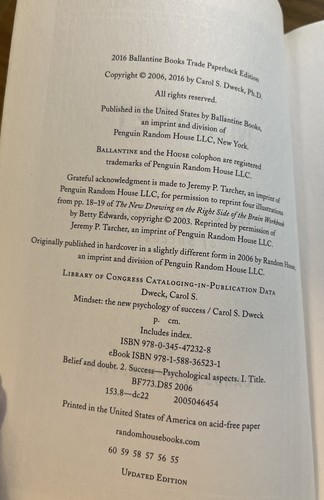 2016 Ballantine Books Trade Paperback Edition
Copyright © 2006, 2016 by Carol S. Dweck, Ph.D.
All rights reserved.
Published in the United States by Ballantine Books,
an imprint and division of
Penguin Random House LLC, New York.
BALLANTINE and the HOUSE colophon are registered
trademarks of Penguin Random House LLC.
Grateful acknowledgment is made to Jeremy P. Tarcher, an imprint of
Penguin Random House LLC, for permission to reprint four illustrations
from pp. 18–19 of The New Drawing on the Right Side of the Brain Workbook
by Betty Edwards, copyright © 2003. Reprinted by permission of
Jeremy P. Tarcher, an imprint of Penguin Random House LLC.
Originally published in hardcover in a slightly different form in 2006 by Random House,
an imprint and division of Penguin Random House LLC.
LIBRARY OF CONGRESS CATALOGING-IN-PUBLICATION DATA
Dweck, Carol S.
Mindset: the new psychology of success / Carol S. Dweck
p. cm.
Includes index.
ISBN 978-0-345-47232-8
eBook ISBN 978-1-588-36523-1
Belief and doubt. 2. Success—Psychological aspects. I. Title.
BF773.D85 2006
153.8—dc22 2005046454
Printed in the United States of America on acid-free paper
randomhousebooks.com
60 59 58 57 56 55
UPDATED EDITION